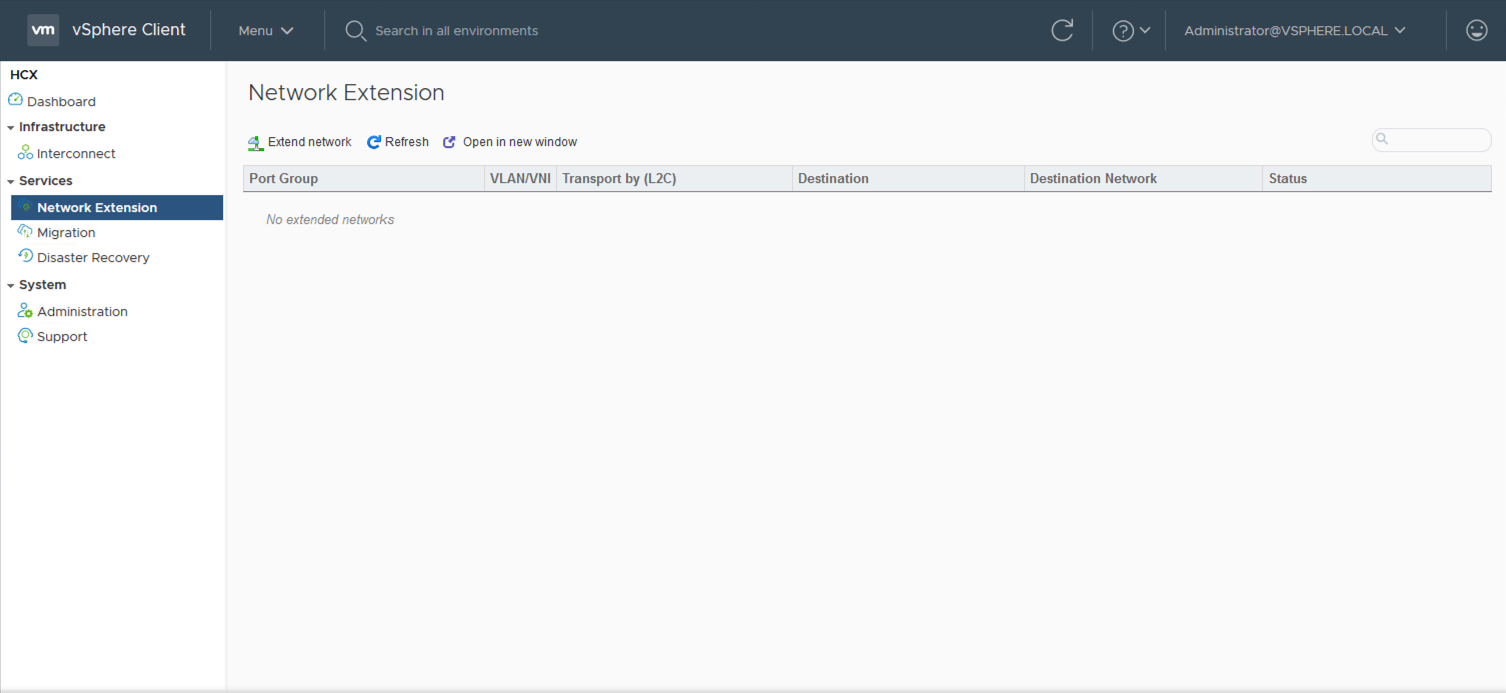 vm vSphere Client Menu Search in all environments Administrator@VSPHERE.LOCAL
HCX
Dashboard
Infrastructure
Interconnect
Services
Network Extension
Migration
Disaster Recovery
System
Administration
Support
Network Extension
Extend network Refresh Open in new window
Port Group VLAN/VNI Transport by (L2C) Destination Destination Network Status
No extended networks